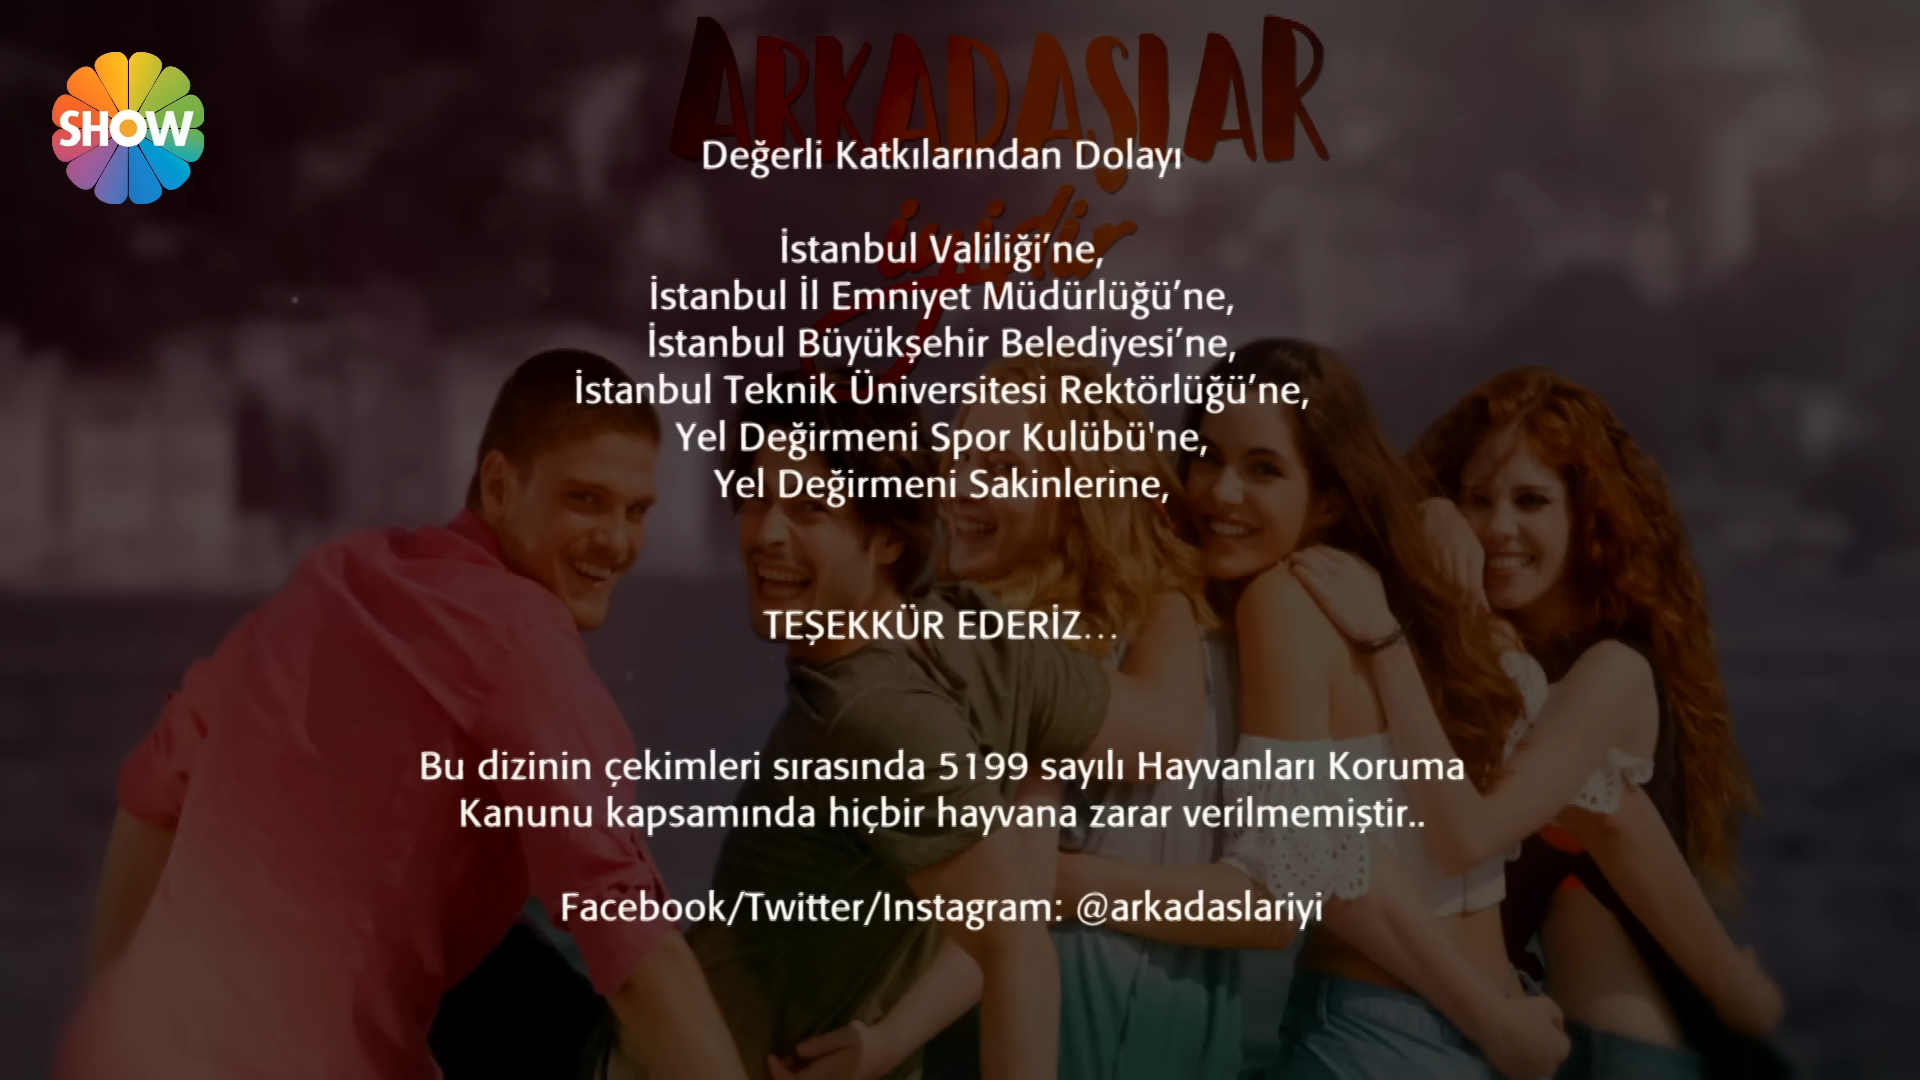 SHOW
ARKADAŞLAR
iyidir
Değerli Katkılarından Dolayı
İstanbul Valiliği’ne,
İstanbul İl Emniyet Müdürlüğü’ne,
İstanbul Büyükşehir Belediyesi’ne,
İstanbul Teknik Üniversitesi Rektörlüğü’ne,
Yel Değirmeni Spor Kulübü'ne,
Yel Değirmeni Sakinlerine,
TEŞEKKÜR EDERİZ...
Bu dizinin çekimleri sırasında 5199 sayılı Hayvanları Koruma
Kanunu kapsamında hiçbir hayvana zarar verilmemiştir..
Facebook/Twitter/Instagram: @arkadaslariyi